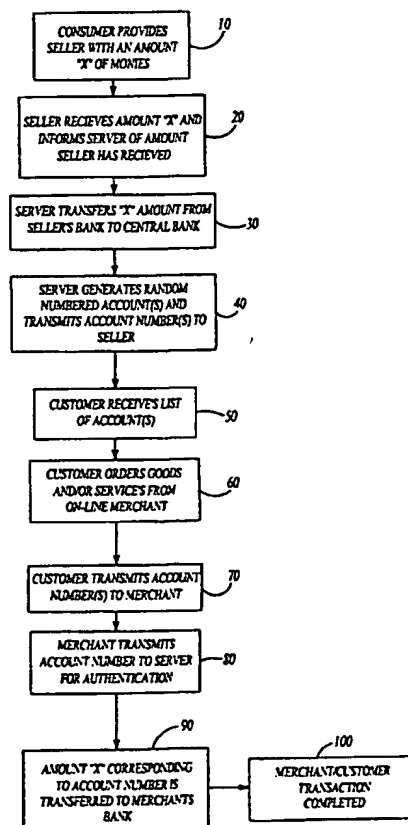 CONSUMER PROVIDES
SELLER WITH AN AMOUNT
"X" OF MONIES
10
SELLER RECIEVES AMOUNT "X" AND
INFORMS SERVER OF AMOUNT
SELLER HAS RECIEVED
20
SERVER TRANSFERS "X" AMOUNT FROM
SELLER'S BANK TO CENTRAL BANK
30
SERVER GENERATES RANDOM
NUMBERED ACCOUNT(S) AND
TRANSMITS ACCOUNT NUMBER(S) TO
SELLER
40
CUSTOMER RECEIVE'S LIST
OF ACCOUNT(S)
50
CUSTOMER ORDERS GOODS
AND/OR SERVICE'S FROM
ON-LINE MERCHANT
60
CUSTOMER TRANSMITS ACCOUNT
NUMBER(S) TO MERCHANT
70
MERCHANT TRANSMITS
ACCOUNT NUMBER TO SERVER
FOR AUTHENTICATION
80
90
AMOUNT "X" CORRESPONDING
TO ACCOUNT NUMBER IS
TRANSFERRED TO MERCHANTS
BANK
100
MERCHANT/CUSTOMER
TRANSACTION
COMPLETED